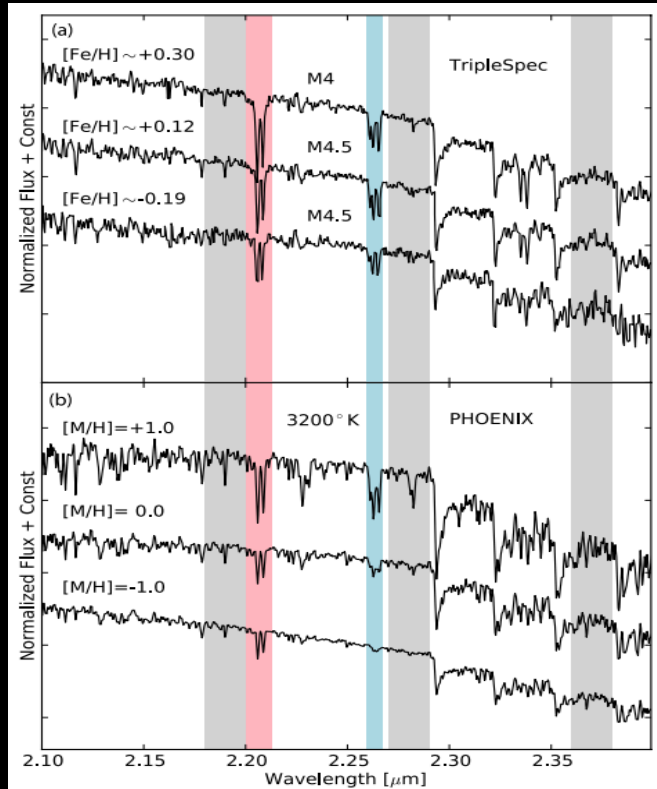 (a)
[Fe/H] ~+0.30
M4
TripleSpec
[Fe/H] ~+0.12
M4.5
[Fe/H] ~-0.19
M4.5
Normalized Flux + Const
(b)
3200°K
PHOENIX
[M/H]=+1.0
[M/H]= 0.0
[M/H]=-1.0
Normalized Flux + Const
2.10 2.15 2.20 2.25 2.30 2.35
Wavelength [μm]